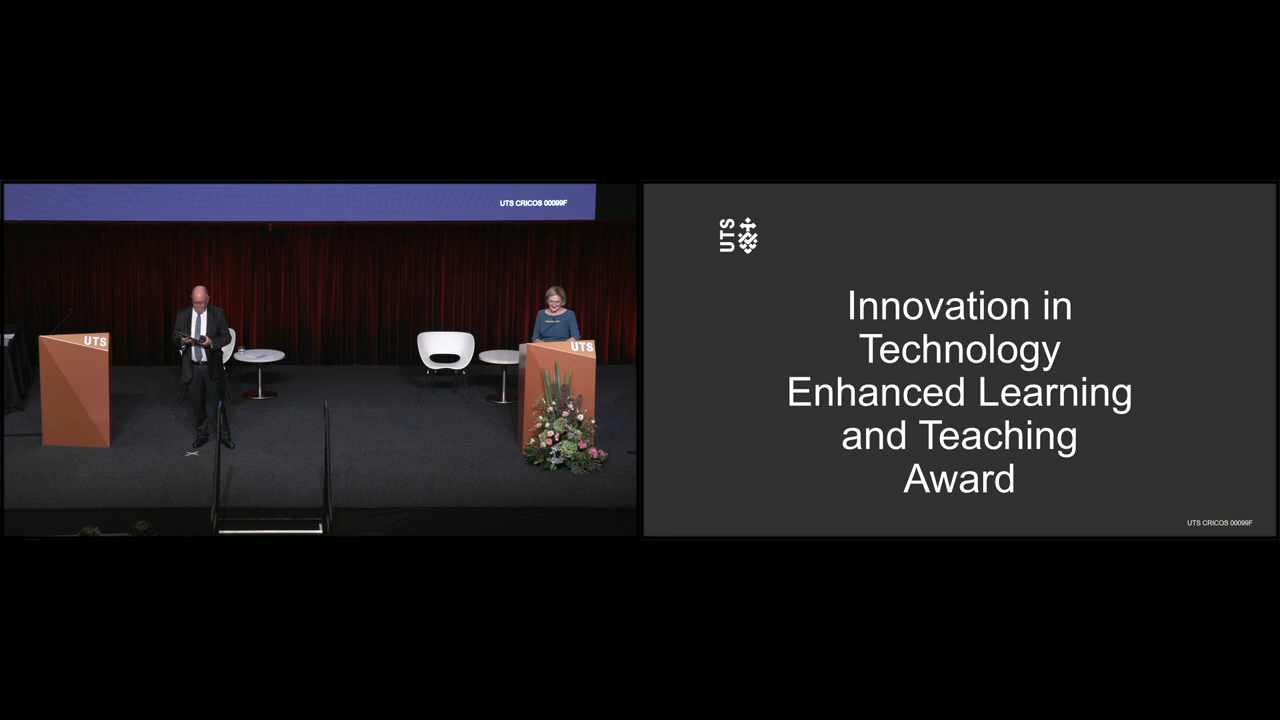 UTS CRICOS 00099F
UTS
UTS
UTS
Innovation in
Technology
Enhanced Learning
and Teaching
Award
UTS CRICOS 00099F